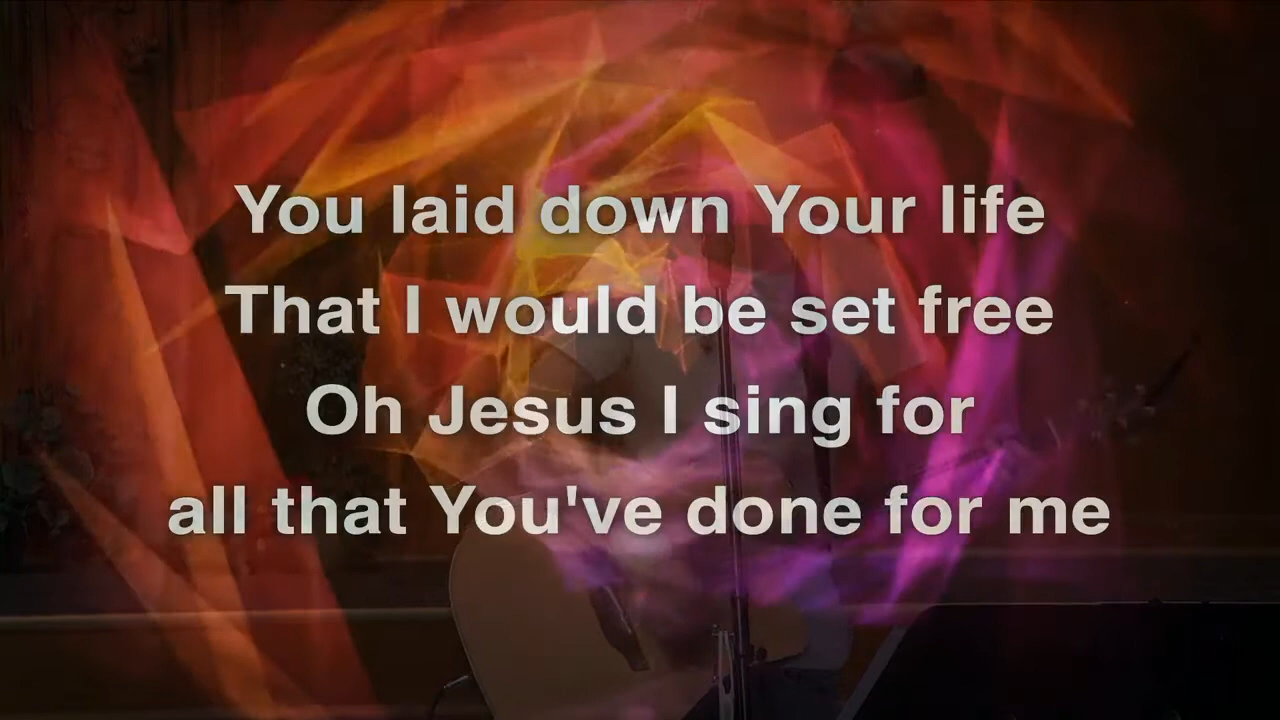 You laid down Your life
That I would be set free
Oh Jesus I sing for
all that You've done for me